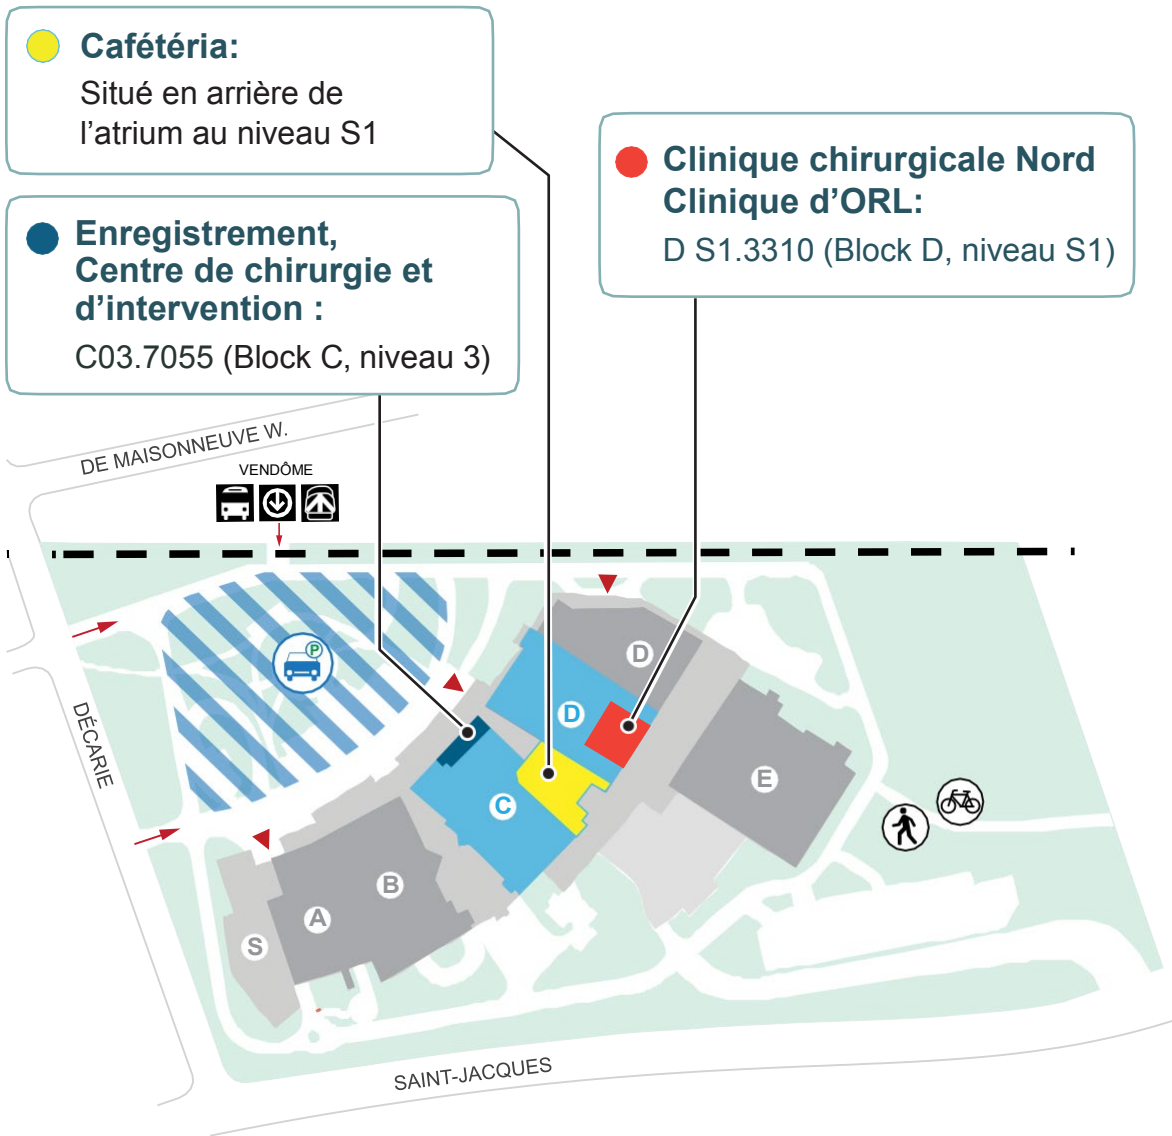 Cafétéria:
Situé en arrière de
l’atrium au niveau S1
Clinique chirurgicale Nord
Clinique d’ORL:
D S1.3310 (Block D, niveau S1)
Enregistrement,
Centre de chirurgie et
d’intervention :
C03.7055 (Block C, niveau 3)
DE MAISONNEUVE W.
VENDÔME
P
D
D
DÉCARIE
C
E
B
A
S
SAINT-JACQUES